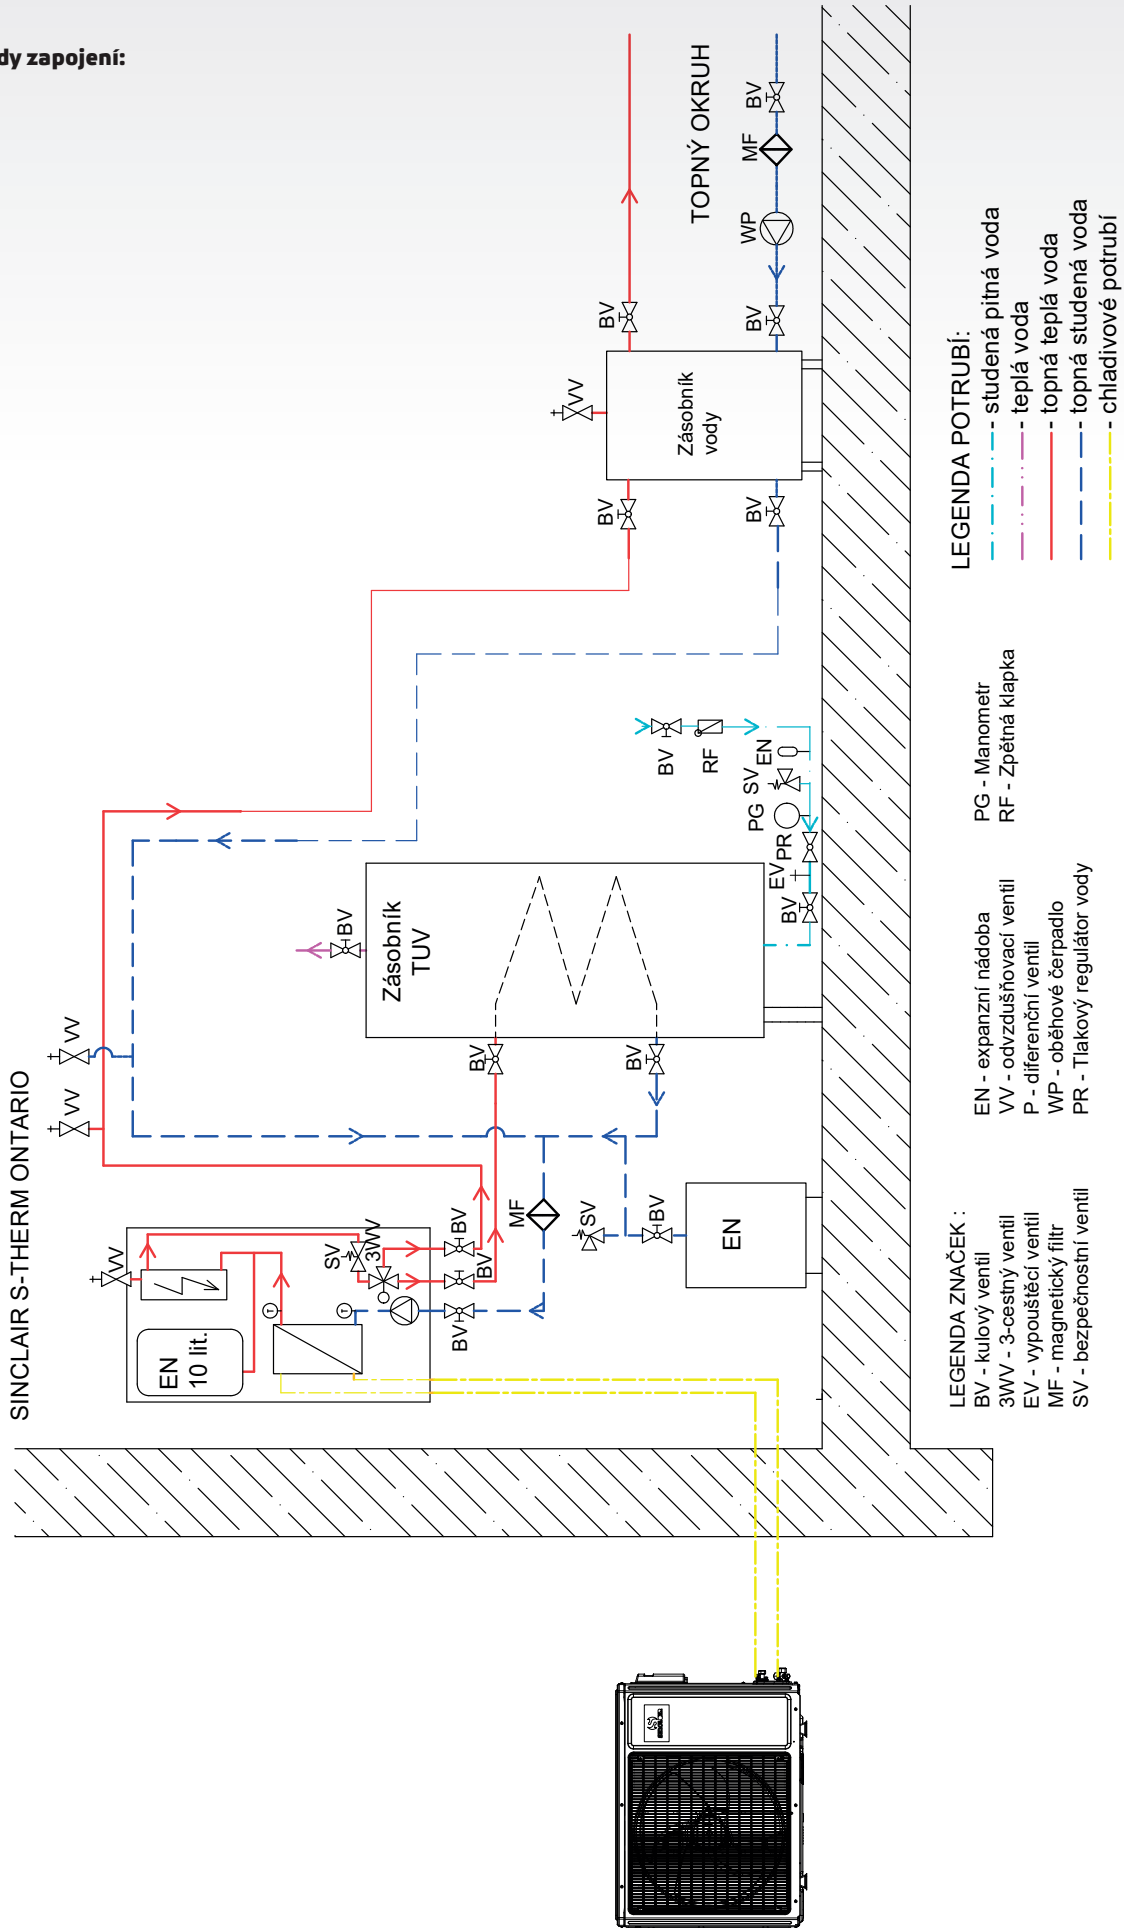 dy zapojení:
SINCLAIR S-THERM ONTARIO
VV
VV
VV
EN
10 lit.
SV
3WV
BV
BV
BV
MF
SV
BV
EN
BV
BV
Zásobník
TUV
BV
BV
EV
PR
PG
SV
EN
BV
RF
BV
BV
VV
Zásobník
vody
BV
BV
WP
MF
BV
TOPNÝ OKRUH
LEGENDA ZNAČEK :
BV - kulový ventil
3WV - 3-cestný ventil
EV - vypouštěcí ventil
MF - magnetický filtr
SV - bezpečnostní ventil
EN - expanzní nádoba
VV - odvzdušňovací ventil
P - diferenční ventil
WP - oběhové čerpadlo
PR - Tlakový regulátor vody
PG - Manometr
RF - Zpětná klapka
LEGENDA POTRUBÍ:
- studená pitná voda
- teplá voda
- topná teplá voda
- topná studená voda
- chladivové potrubí